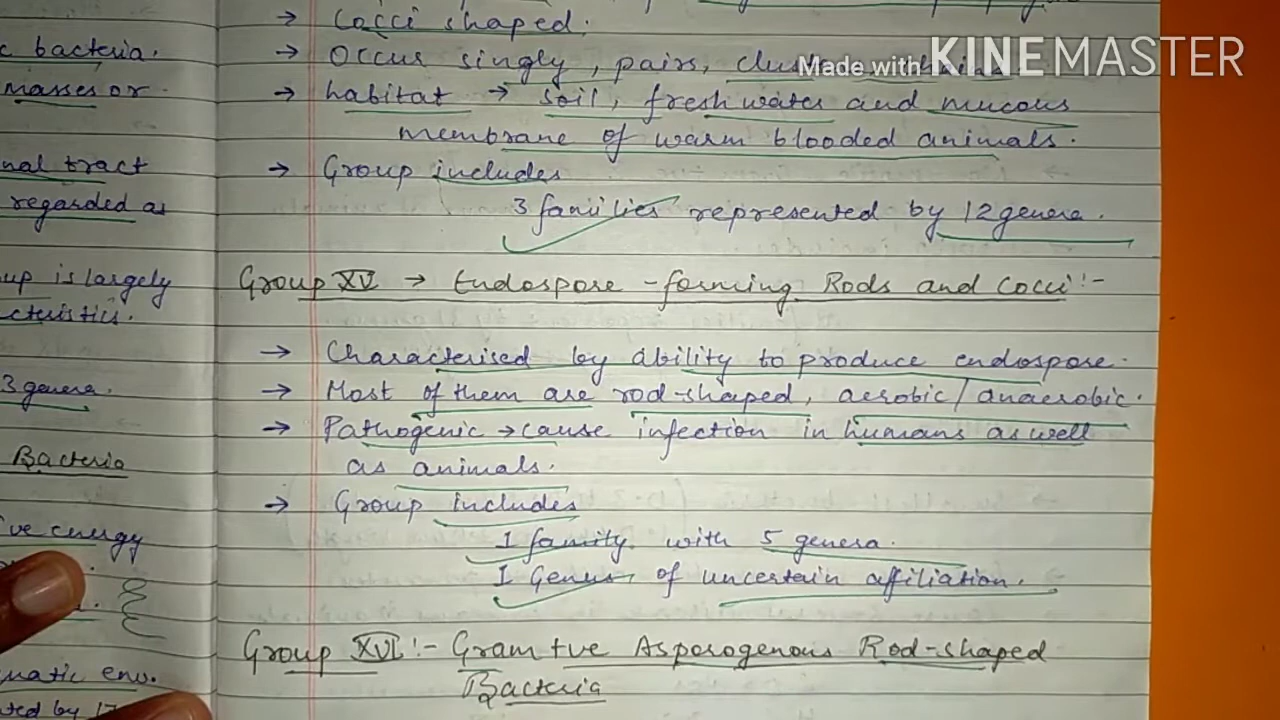 c bacteria.
masses or
nal tract
regarded as
up is largely
cteristics.
3 genera.
Bacteria
've energy
matic env.
ted by 17
→ Cocci shaped.
→ Occur singly, pairs,
Made with KINEMASTER
→ habitat → soil, fresh water and mucous
membrane of warm blooded animals.
→ Group includes
3 families represented by 12 genera.
Group XV → Endospore-forming Rods and Cocci:-
→ Characterised by ability to produce endospore.
→ Most of them are rod-shaped, aerobic/anaerobic.
→ Pathogenic → cause infection in humans as well
as animals.
→ Group includes
1 family with 5 genera.
1 Genus of uncertain affiliation.
Group XVI:- Gram +ve Asporogenous Rod-shaped
Bacteria